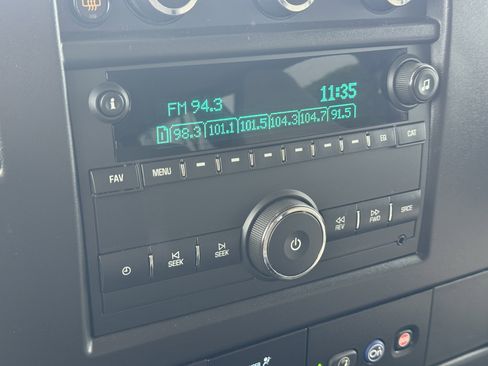 FM 94.3 11:35
1 98.3 101.1 101.5 104.3 104.7 91.5
FAV MENU EQ CAT
SEEK SEEK REV FWD SRCE